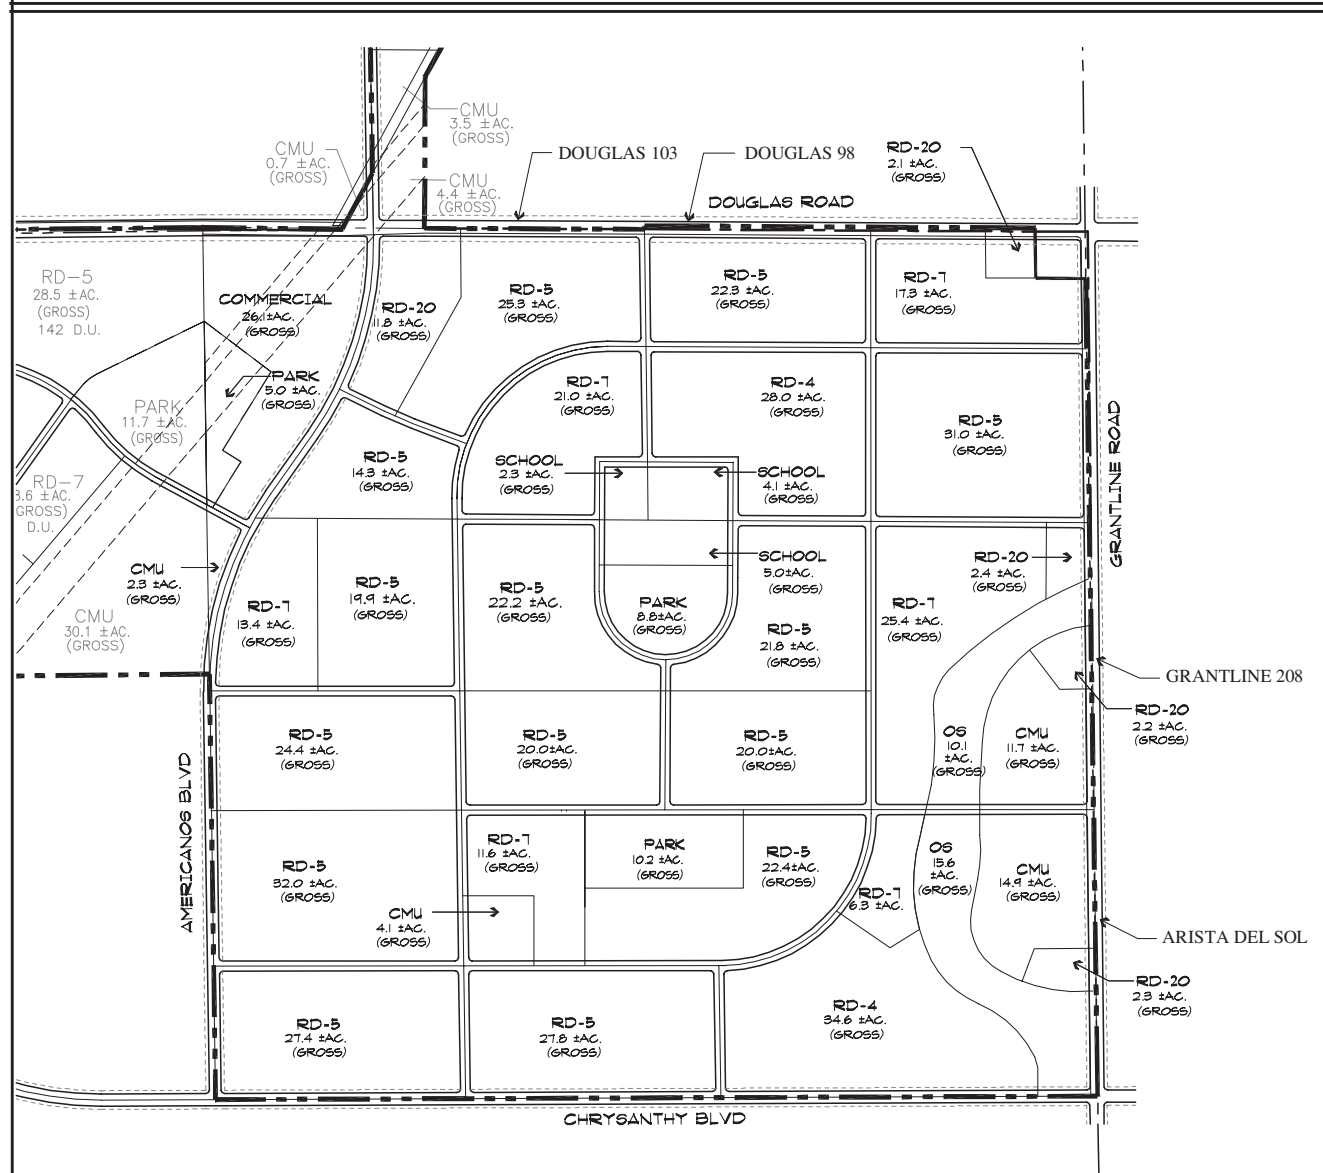 CMU
3.5 ±AC.
(GROSS)
CMU
0.7 ±AC.
(GROSS)
CMU
4.4 ±AC.
(GROSS)
DOUGLAS 103
DOUGLAS 98
RD-20
2.1 ±AC.
(GROSS)
DOUGLAS ROAD
RD-5
28.5 ±AC.
(GROSS)
142 D.U.
COMMERCIAL
26.1±AC.
(GROSS)
RD-20
11.8 ±AC.
(GROSS)
RD-5
25.3 ±AC.
(GROSS)
RD-5
22.3 ±AC.
(GROSS)
RD-7
17.3 ±AC.
(GROSS)
PARK
5.0 ±AC.
(GROSS)
PARK
11.7 ±AC.
(GROSS)
RD-7
21.0 ±AC.
(GROSS)
RD-4
28.0 ±AC.
(GROSS)
RD-5
31.0 ±AC.
(GROSS)
GRANTLINE ROAD
RD-7
3.6 ±AC.
GROSS)
D.U.
RD-5
14.3 ±AC.
(GROSS)
SCHOOL
2.3 ±AC.
(GROSS)
SCHOOL
4.1 ±AC.
(GROSS)
CMU
2.3 ±AC.
(GROSS)
CMU
30.1 ±AC.
(GROSS)
RD-7
13.4 ±AC.
(GROSS)
RD-5
19.9 ±AC.
(GROSS)
RD-5
22.2 ±AC.
(GROSS)
SCHOOL
5.0±AC.
(GROSS)
PARK
8.8±AC.
(GROSS)
RD-5
21.8 ±AC.
(GROSS)
RD-20
2.4 ±AC.
(GROSS)
RD-7
25.4 ±AC.
(GROSS)
GRANTLINE 208
RD-20
2.2 ±AC.
(GROSS)
RD-5
24.4 ±AC.
(GROSS)
RD-5
20.0±AC.
(GROSS)
RD-5
20.0±AC.
(GROSS)
OS
10.1
±AC.
(GROSS)
CMU
11.7 ±AC.
(GROSS)
AMERICANOS BLVD
RD-5
32.0 ±AC.
(GROSS)
RD-7
11.6 ±AC.
(GROSS)
PARK
10.2 ±AC.
(GROSS)
RD-5
22.4±AC.
(GROSS)
OS
15.6
±AC.
(GROSS)
CMU
14.9 ±AC.
(GROSS)
RD-7
6.3 ±AC.
CMU
4.1 ±AC.
(GROSS)
ARISTA DEL SOL
RD-20
2.3 ±AC.
(GROSS)
RD-5
27.4 ±AC.
(GROSS)
RD-5
27.8 ±AC.
(GROSS)
RD-4
34.6 ±AC.
(GROSS)
CHRYSANTHY BLVD